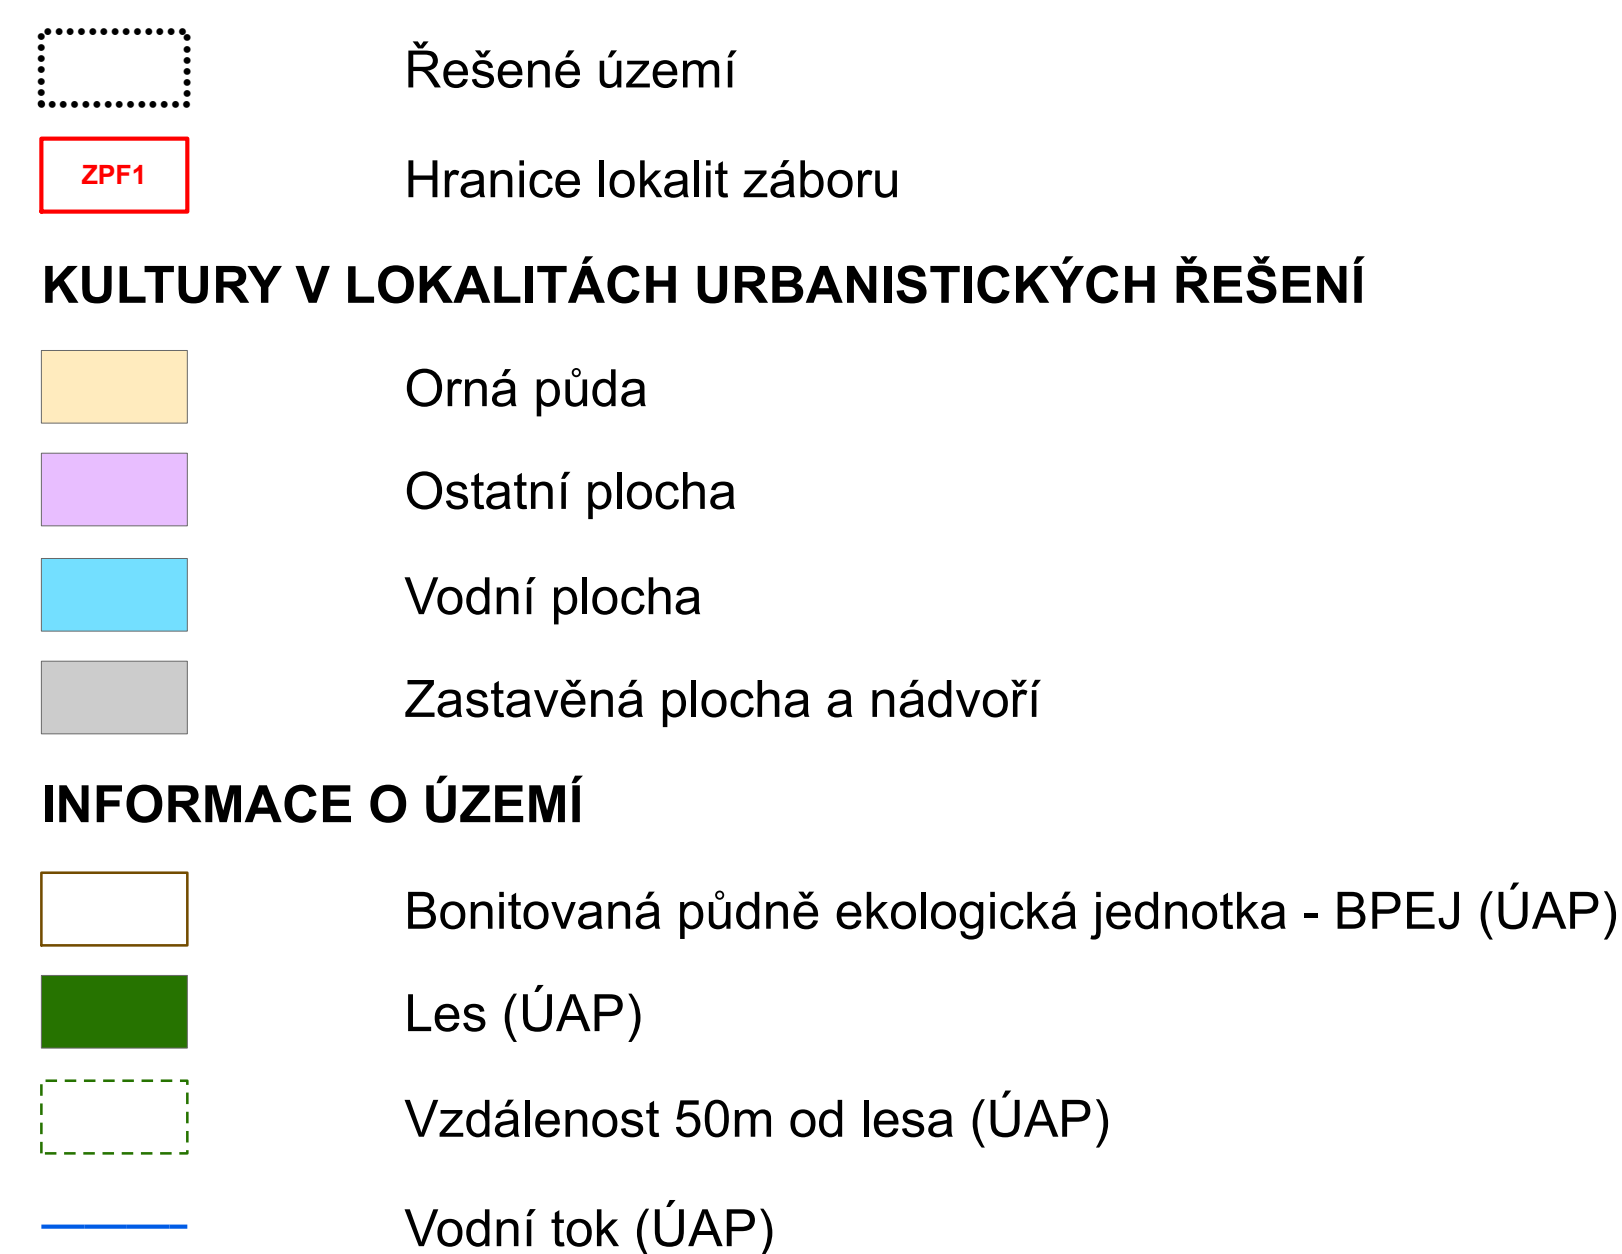 Řešené území
ZPF1
Hranice lokalit záboru
KULTURY V LOKALITÁCH URBANISTICKÝCH ŘEŠENÍ
Orná půda
Ostatní plocha
Vodní plocha
Zastavěná plocha a nádvoří
INFORMACE O ÚZEMÍ
Bonitovaná půdně ekologická jednotka - BPEJ (ÚAP)
Les (ÚAP)
Vzdálenost 50m od lesa (ÚAP)
Vodní tok (ÚAP)